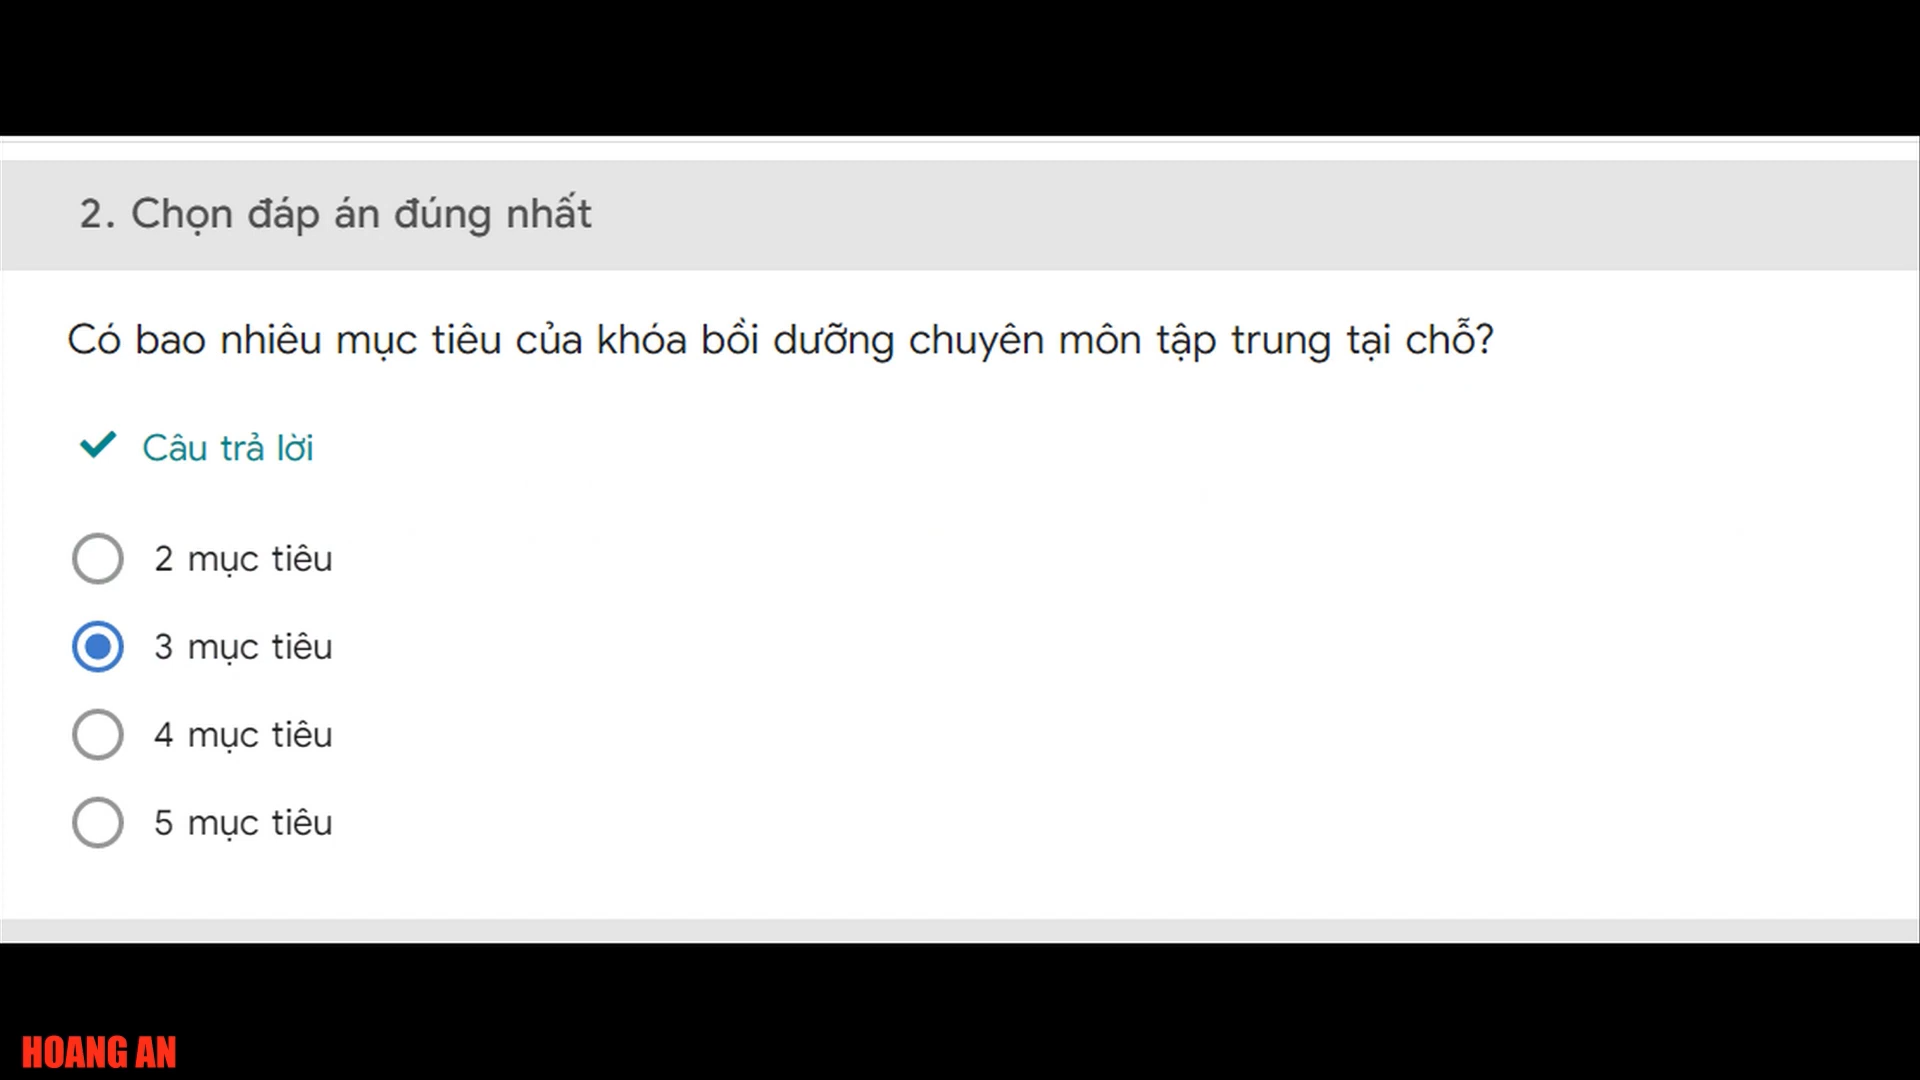 2. Chọn đáp án đúng nhất
Có bao nhiêu mục tiêu của khóa bồi dưỡng chuyên môn tập trung tại chỗ?
Câu trả lời
2 mục tiêu
3 mục tiêu
4 mục tiêu
5 mục tiêu
HOANG AN